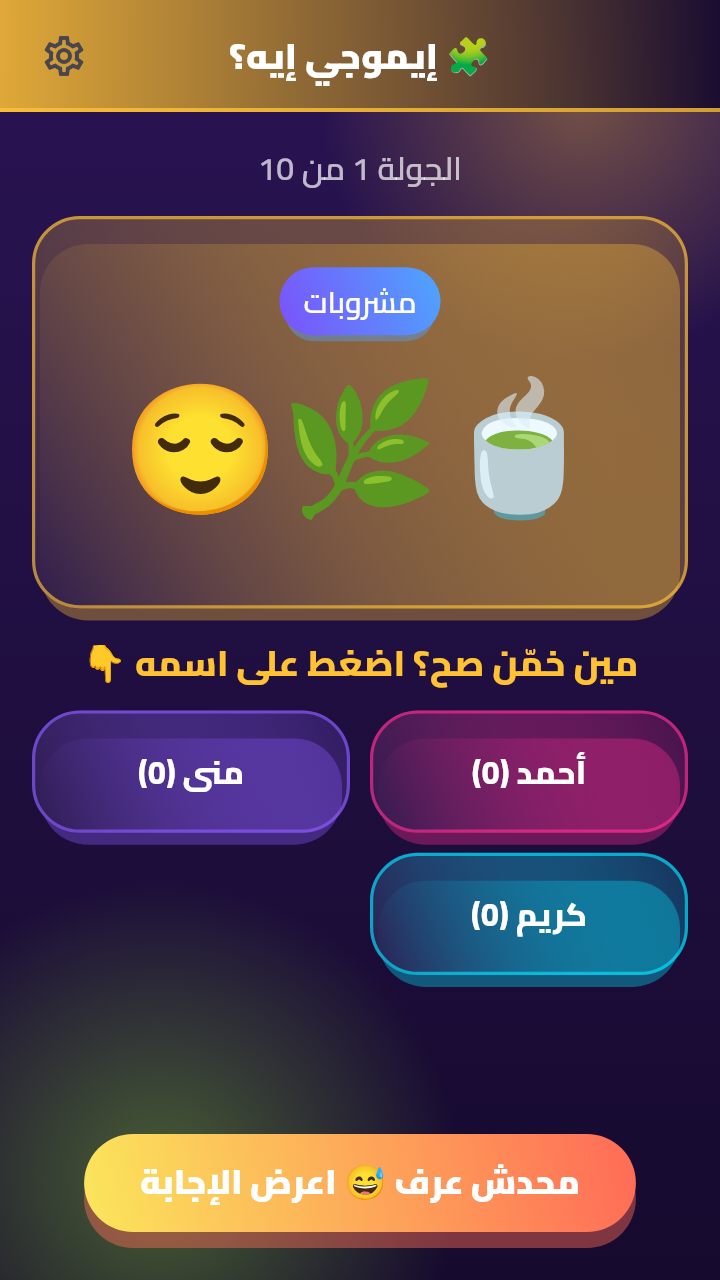 🧩 إيموجي إيه؟
الجولة 1 من 10
مشروبات
مين خمّن صح؟ اضغط على اسمه 👇
أحمد (0)
منى (0)
كريم (0)
محدش عرف 😅 اعرض الإجابة